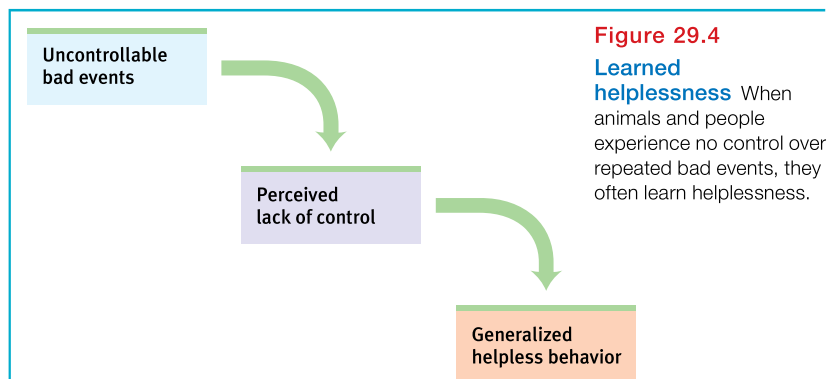 Uncontrollable
bad events
Perceived
lack of control
Generalized
helpless behavior
Figure 29.4
Learned
helplessness When
animals and people
experience no control over
repeated bad events, they
often learn helplessness.